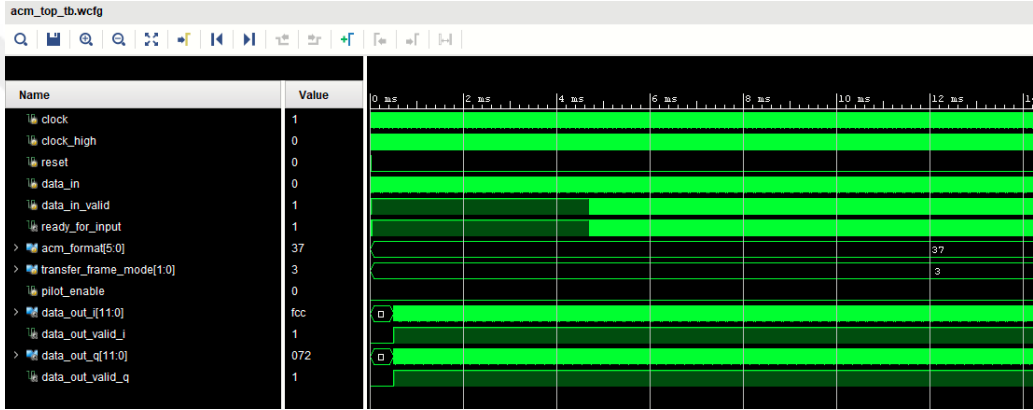 acm_top_tb.wcfg
Name Value
0 ms 2 ms 4 ms 6 ms 8 ms 10 ms 12 ms 14
clock 1
clock_high 0
reset 0
data_in 0
data_in_valid 1
ready_for_input 1
acm_format[5:0] 37 37
transfer_frame_mode[1:0] 3 3
pilot_enable 0
data_out_i[11:0] fcc
data_out_valid_i 1
data_out_q[11:0] 072
data_out_valid_q 1